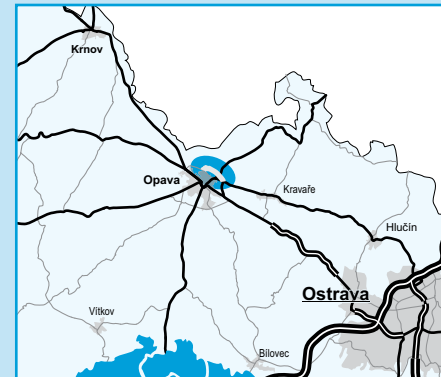 Krnov
Opava
Kravaře
Hlučín
Ostrava
Vítkov
Bílovec